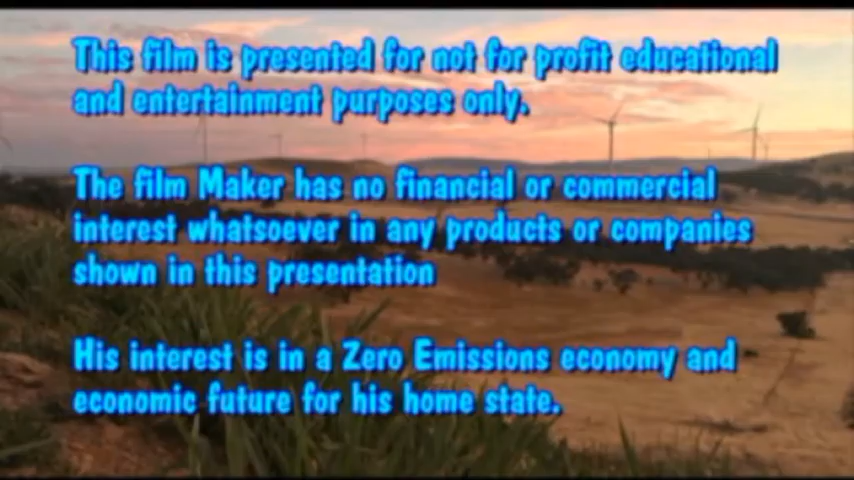 This film is presented for not for profit educational
and entertainment purposes only.
The film Maker has no financial or commercial
interest whatsoever in any products or companies
shown in this presentation
His interest is in a Zero Emissions economy and
economic future for his home state.